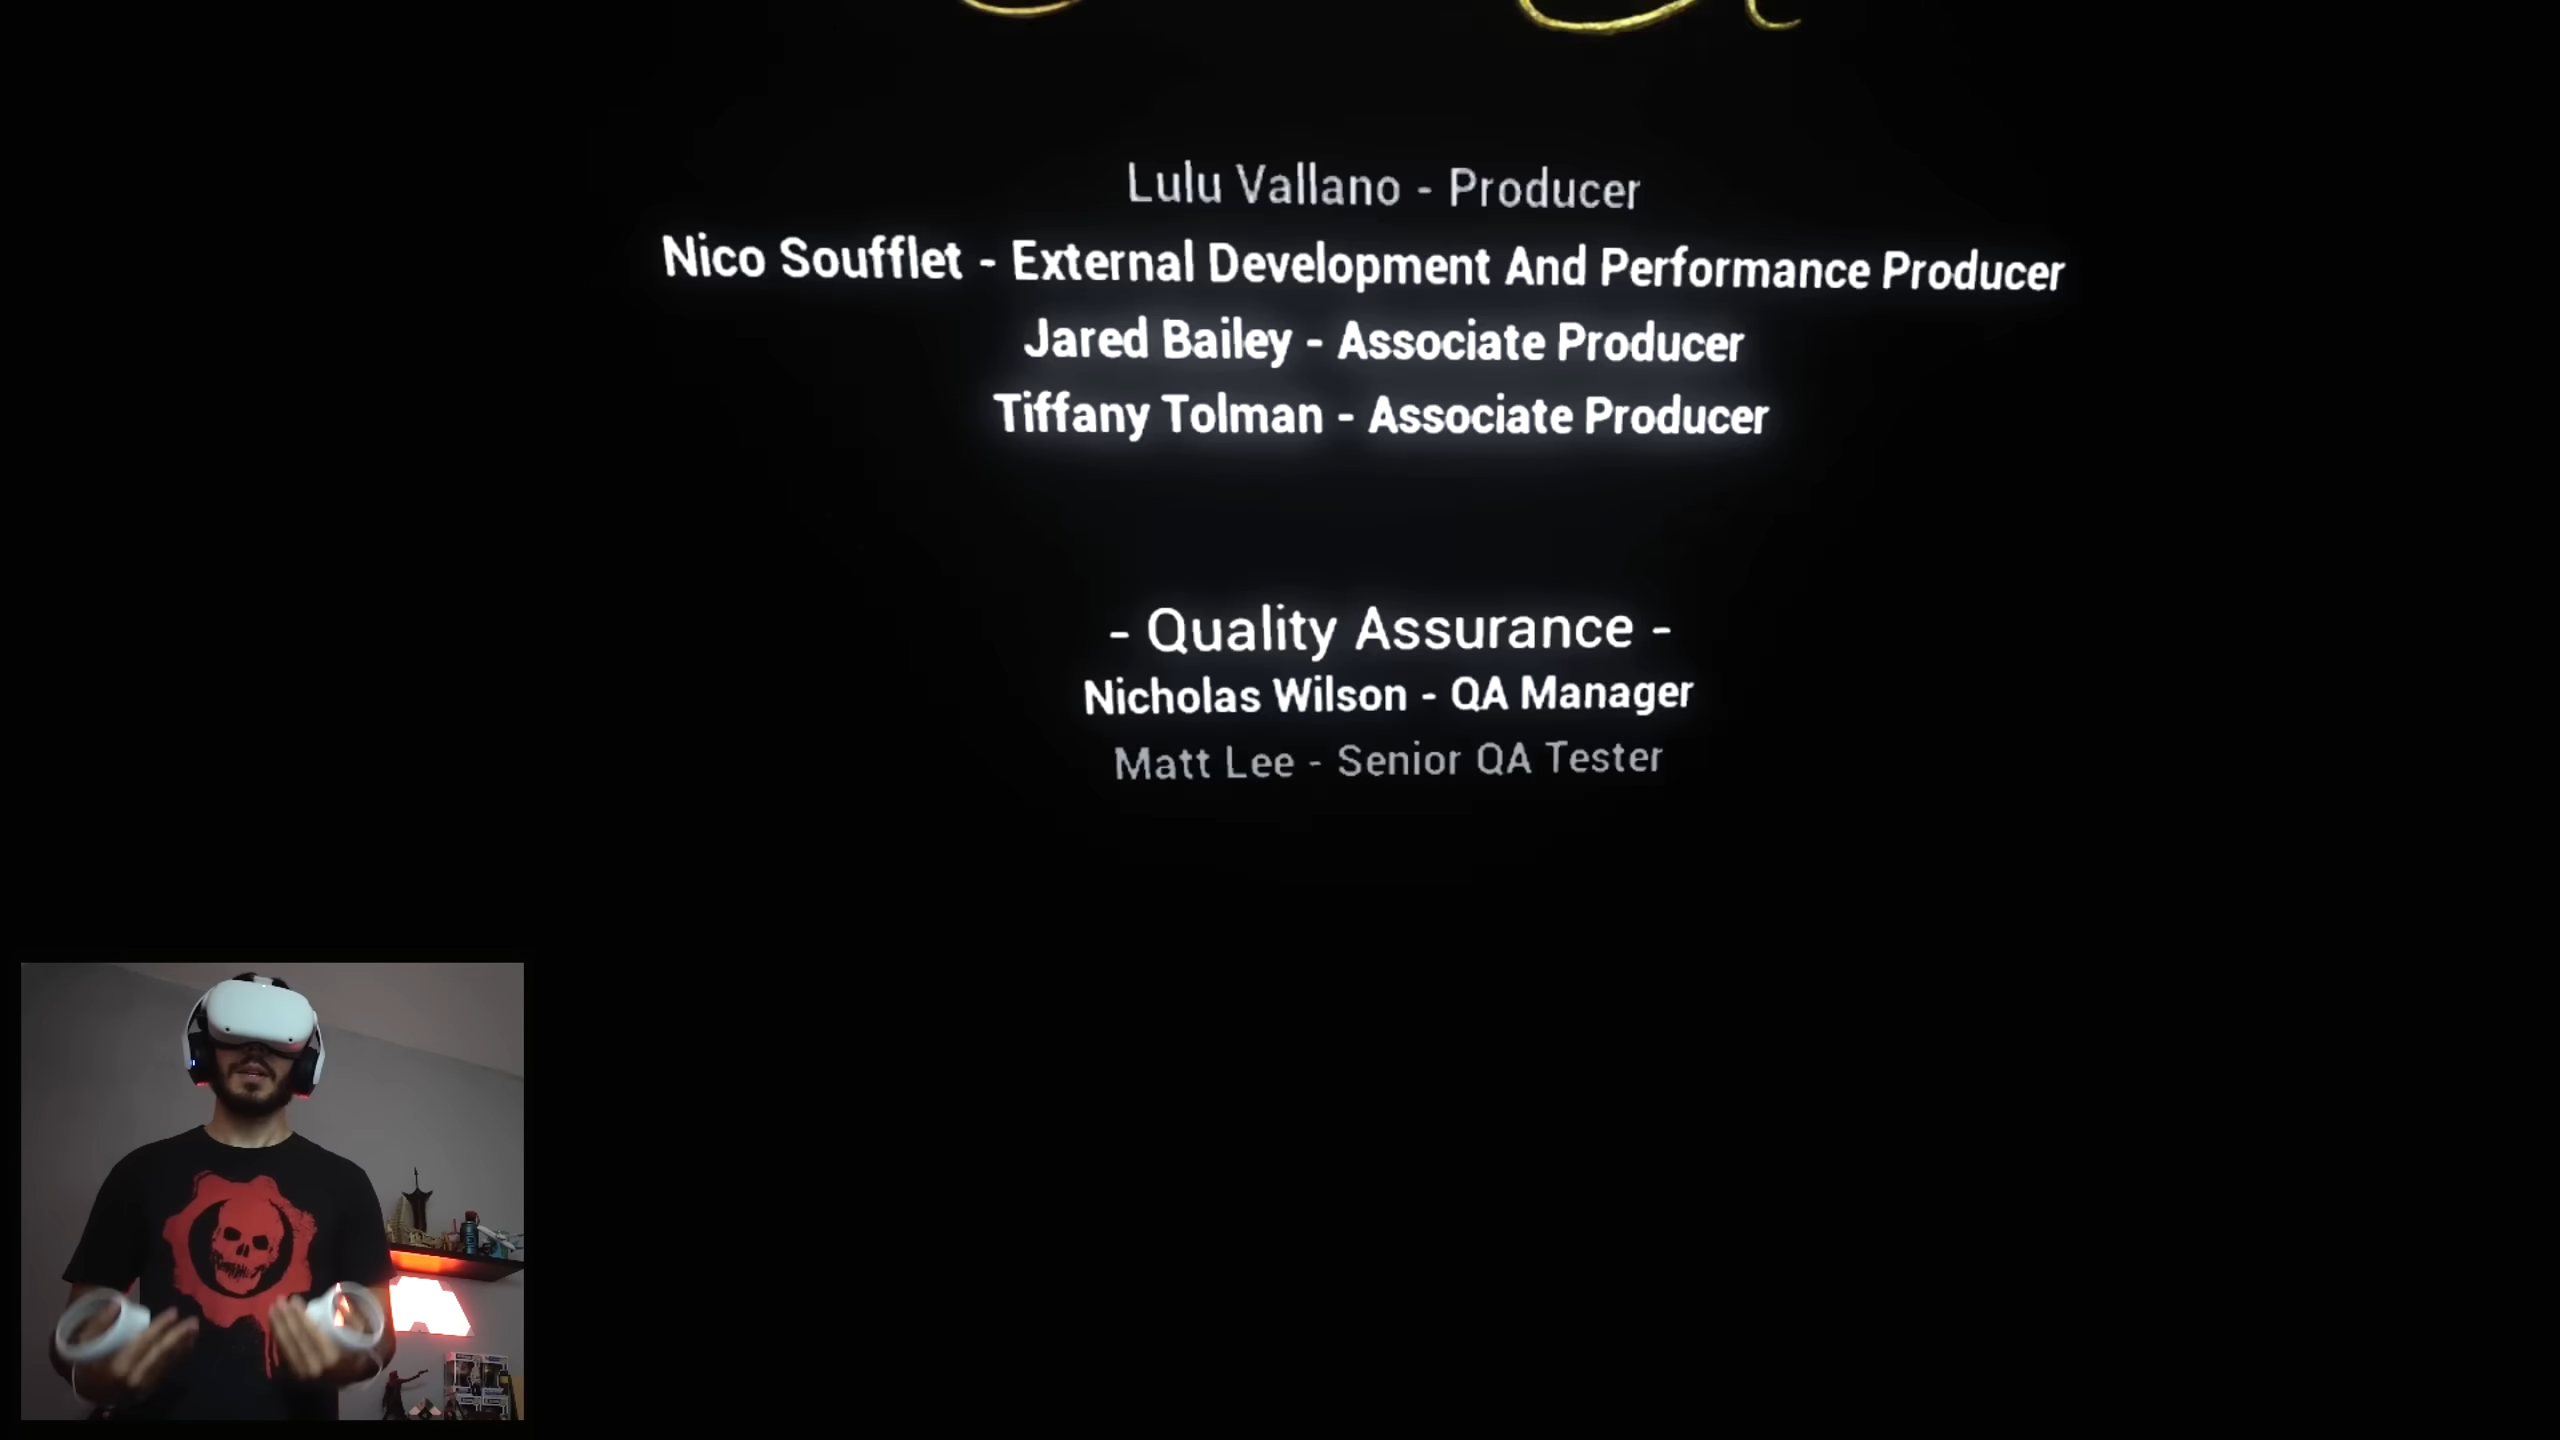 Lulu Vallano - Producer
Nico Soufflet - External Development And Performance Producer
Jared Bailey - Associate Producer
Tiffany Tolman - Associate Producer
- Quality Assurance -
Nicholas Wilson - QA Manager
Matt Lee - Senior QA Tester